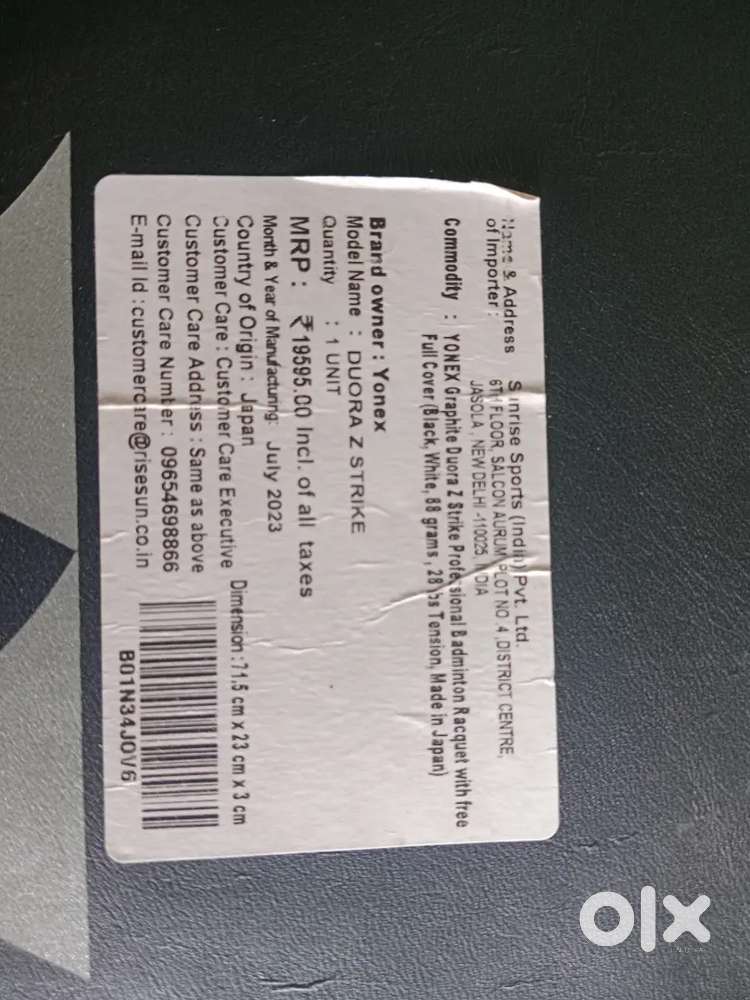 Name & Address Sunrise Sports (India) Pvt. Ltd.
of Importer : 6TH FLOOR, SALCON AURUM, PLOT NO. 4, DISTRICT CENTRE,
JASOLA, NEW DELHI -110025, INDIA
Commodity : YONEX Graphite Duora Z Strike Professional Badminton Racquet with free
Full Cover (Black, White, 88 grams, 28 lbs Tension, Made in Japan)
Brand owner : Yonex
Model Name : DUORA Z STRIKE
Quantity : 1 UNIT
MRP : ₹19595.00 Incl. of all taxes
Month & Year of Manufacturing: July 2023
Country of Origin : Japan
Customer Care : Customer Care Executive
Dimension :71,5 cm x 23 cm x 3 cm
Customer Care Address : Same as above
Customer Care Number : 09654698866
E-mail Id :customercare@risesun.co.in
B01N34JOV6
olx